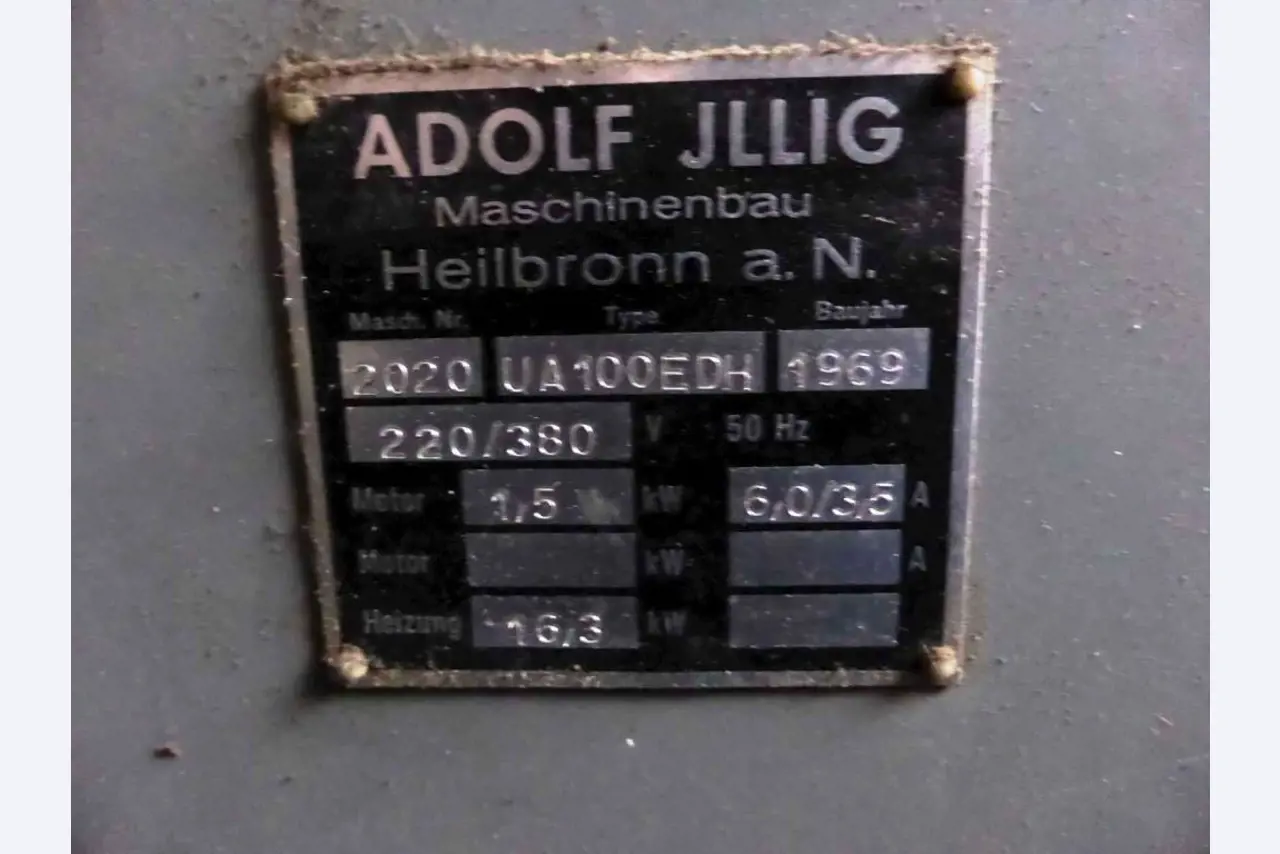 ADOLF JLLIG
Maschinenbau
Heilbronn a. N.
Masch. Nr. Type Baujahr
2020 UA100EDH 1969
220/380 V 50 Hz
Motor 1,5 kW 6,0/3,5 A
Motor kW A
Heizung 16,3 kW